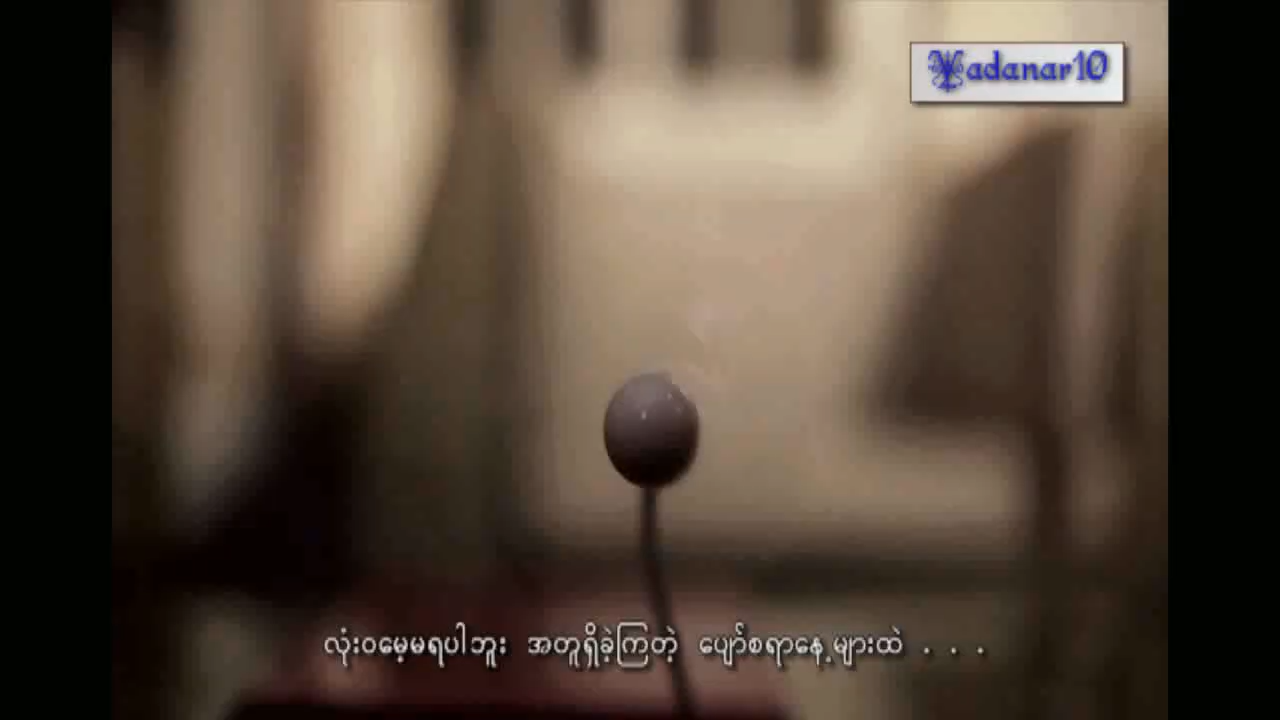 Yadanar10
လုံးဝမေ့မရပါဘူး အတူရှိခဲ့ကြတဲ့ ပျော်စရာနေ့များထဲ . . .